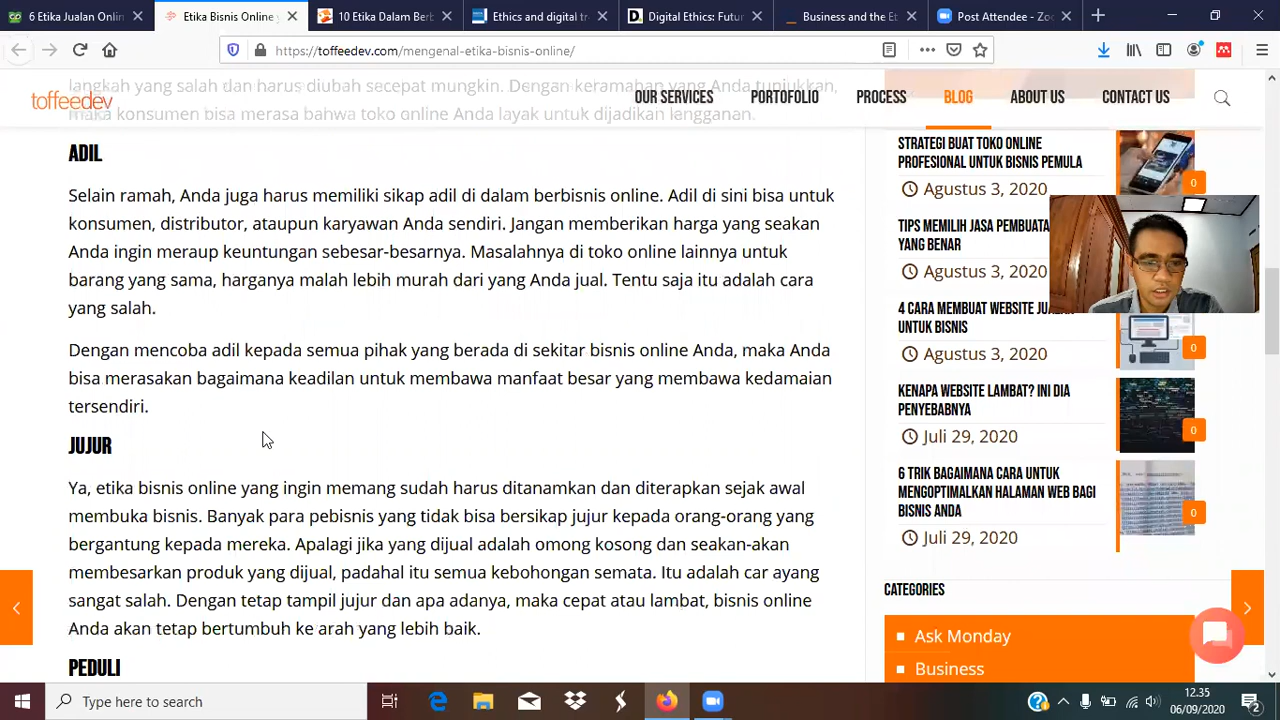 6 Etika Jualan Onlin
Etika Bisnis Online
10 Etika Dalam Berb
Ethics and digital tr
Digital Ethics: Futur
Business and the Et
Post Attendee - Zoo
https://toffeedev.com/mengenal-etika-bisnis-online/
toffeedev
OUR SERVICES
PORTOFOLIO
PROCESS
BLOG
ABOUT US
CONTACT US
langkah yang salah dan harus diubah secepat mungkin. Dengan keramahan yang Anda tunjukkan,
maka konsumen bisa merasa bahwa toko online Anda layak untuk dijadikan lengganan.
ADIL
Selain ramah, Anda juga harus memiliki sikap adil di dalam berbisnis online. Adil di sini bisa untuk
konsumen, distributor, ataupun karyawan Anda sendiri. Jangan memberikan harga yang seakan
Anda ingin meraup keuntungan sebesar-besarnya. Masalahnya di toko online lainnya untuk
barang yang sama, harganya malah lebih murah dari yang Anda jual. Tentu saja itu adalah cara
yang salah.
Dengan mencoba adil kepada semua pihak yang berada di sekitar bisnis online Anda, maka Anda
bisa merasakan bagaimana keadilan untuk membawa manfaat besar yang membawa kedamaian
tersendiri.
JUJUR
Ya, etika bisnis online yang ingin menang sudah harus ditanamkan dan diterapkan sejak awal
membuka bisnis. Banyak para pebisnis yang tidak bisa bersikap jujur kepada orang-orang yang
bergantung kepada mereka. Apalagi jika yang dijual adalah omong kosong dan seakan-akan
membesarkan produk yang dijual, padahal itu semua kebohongan semata. Itu adalah car ayang
sangat salah. Dengan tetap tampil jujur dan apa adanya, maka cepat atau lambat, bisnis online
Anda akan tetap bertumbuh ke arah yang lebih baik.
PEDULI
STRATEGI BUAT TOKO ONLINE
PROFESIONAL UNTUK BISNIS PEMULA
Agustus 3, 2020
0
TIPS MEMILIH JASA PEMBUATA
YANG BENAR
Agustus 3, 2020
4 CARA MEMBUAT WEBSITE JUALAN
UNTUK BISNIS
Agustus 3, 2020
0
KENAPA WEBSITE LAMBAT? INI DIA
PENYEBABNYA
Juli 29, 2020
0
6 TRIK BAGAIMANA CARA UNTUK
MENGOPTIMALKAN HALAMAN WEB BAGI
BISNIS ANDA
Juli 29, 2020
0
CATEGORIES
Ask Monday
Business
Type here to search
12.35
06/09/2020
2